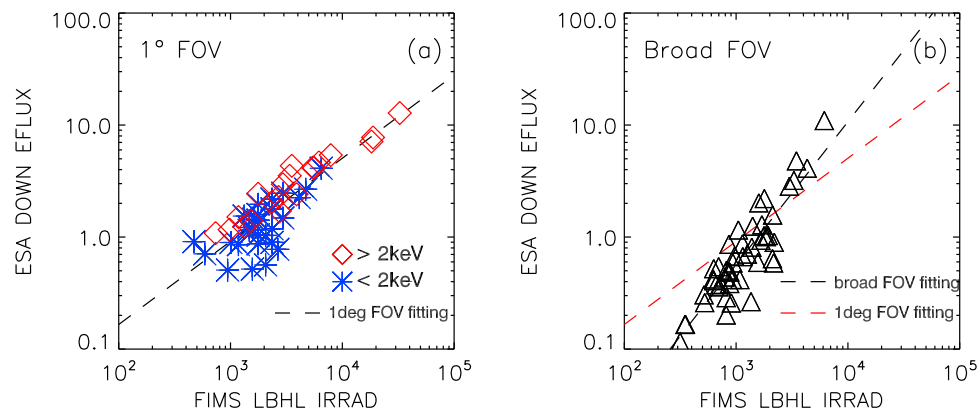 1° FOV
(a)
100.0
10.0
1.0
0.1
ESA DOWN EFLUX
> 2keV
< 2keV
1deg FOV fitting
10² 10³ 10⁴ 10⁵
FIMS LBHL IRRAD
Broad FOV
(b)
100.0
10.0
1.0
0.1
ESA DOWN EFLUX
broad FOV fitting
1deg FOV fitting
10² 10³ 10⁴ 10⁵
FIMS LBHL IRRAD